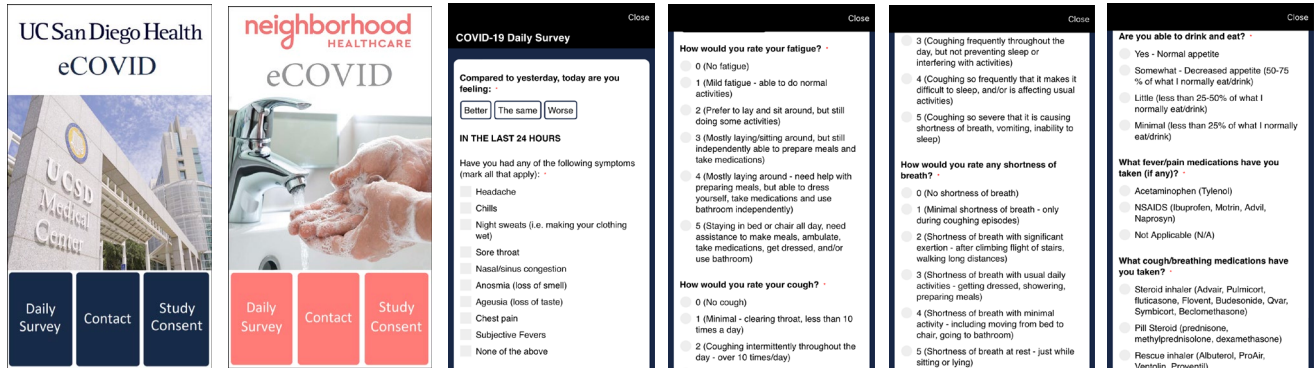 UC San Diego Health
eCOVID
UCSD
Medical
Center
Daily
Survey
Contact
Study
Consent
neighborhood
HEALTHCARE
eCOVID
Daily
Survey
Contact
Study
Consent
Close
COVID-19 Daily Survey
Compared to yesterday, today are you
feeling: *
Better
The same
Worse
IN THE LAST 24 HOURS
Have you had any of the following symptoms
(mark all that apply): *
Headache
Chills
Night sweats (i.e. making your clothing
wet)
Sore throat
Nasal/sinus congestion
Anosmia (loss of smell)
Ageusia (loss of taste)
Chest pain
Subjective Fevers
None of the above
Close
How would you rate your fatigue? *
0 (No fatigue)
1 (Mild fatigue - able to do normal
activities)
2 (Prefer to lay and sit around, but still
doing some activities)
3 (Mostly laying/sitting around, but still
independently able to prepare meals and
take medications)
4 (Mostly laying around - need help with
preparing meals, but able to dress
yourself, take medications and use
bathroom independently)
5 (Staying in bed or chair all day, need
assistance to make meals, ambulate,
take medications, get dressed, and/or
use bathroom)
How would you rate your cough? *
0 (No cough)
1 (Minimal - clearing throat, less than 10
times a day)
2 (Coughing intermittently throughout the
day - over 10 times/day)
Close
3 (Coughing frequently throughout the
day, but not preventing sleep or
interfering with activities)
4 (Coughing so frequently that it makes it
difficult to sleep, and/or is affecting usual
activities)
5 (Coughing so severe that it is causing
shortness of breath, vomiting, inability to
sleep)
How would you rate any shortness of
breath? *
0 (No shortness of breath)
1 (Minimal shortness of breath - only
during coughing episodes)
2 (Shortness of breath with significant
exertion - after climbing flight of stairs,
walking long distances)
3 (Shortness of breath with usual daily
activities - getting dressed, showering,
preparing meals)
4 (Shortness of breath with minimal
activity - including moving from bed to
chair, going to bathroom)
5 (Shortness of breath at rest - just while
sitting or lying)
Close
Are you able to drink and eat? *
Yes - Normal appetite
Somewhat - Decreased appetite (50-75
% of what I normally eat/drink)
Little (less than 25-50% of what I
normally eat/drink)
Minimal (less than 25% of what I normally
eat/drink)
What fever/pain medications have you
taken (if any)? *
Acetaminophen (Tylenol)
NSAIDS (Ibuprofen, Motrin, Advil,
Naprosyn)
Not Applicable (N/A)
What cough/breathing medications have
you taken? *
Steroid inhaler (Advair, Pulmicort,
fluticasone, Flovent, Budesonide, Qvar,
Symbicort, Beclomethasone)
Pill Steroid (prednisone,
methylprednisolone, dexamethasone)
Rescue inhaler (Albuterol, ProAir,
Ventolin, Proventil)